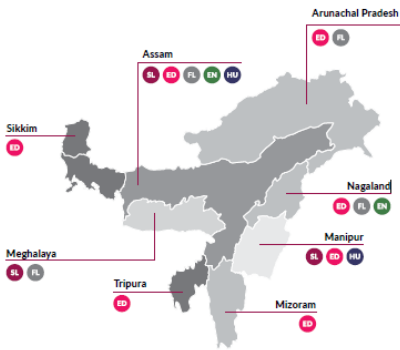 Arunachal Pradesh
ED FL
Assam
SL ED FL EN HU
Sikkim
ED
Nagaland
ED FL EN
Manipur
SL ED HU
Meghalaya
SL FL
Tripura
ED
Mizoram
ED